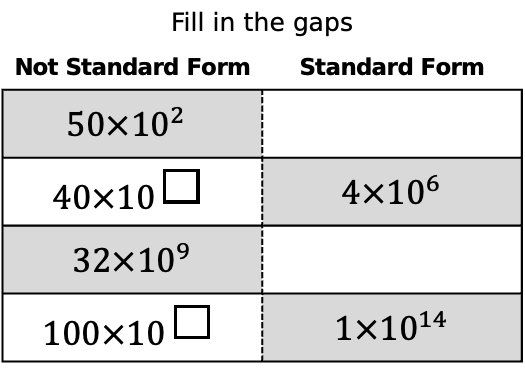 Fill in the gaps
Not Standard Form Standard Form
50×10²
40×10□ 4×10⁶
32×10⁹
100×10□ 1×10¹⁴